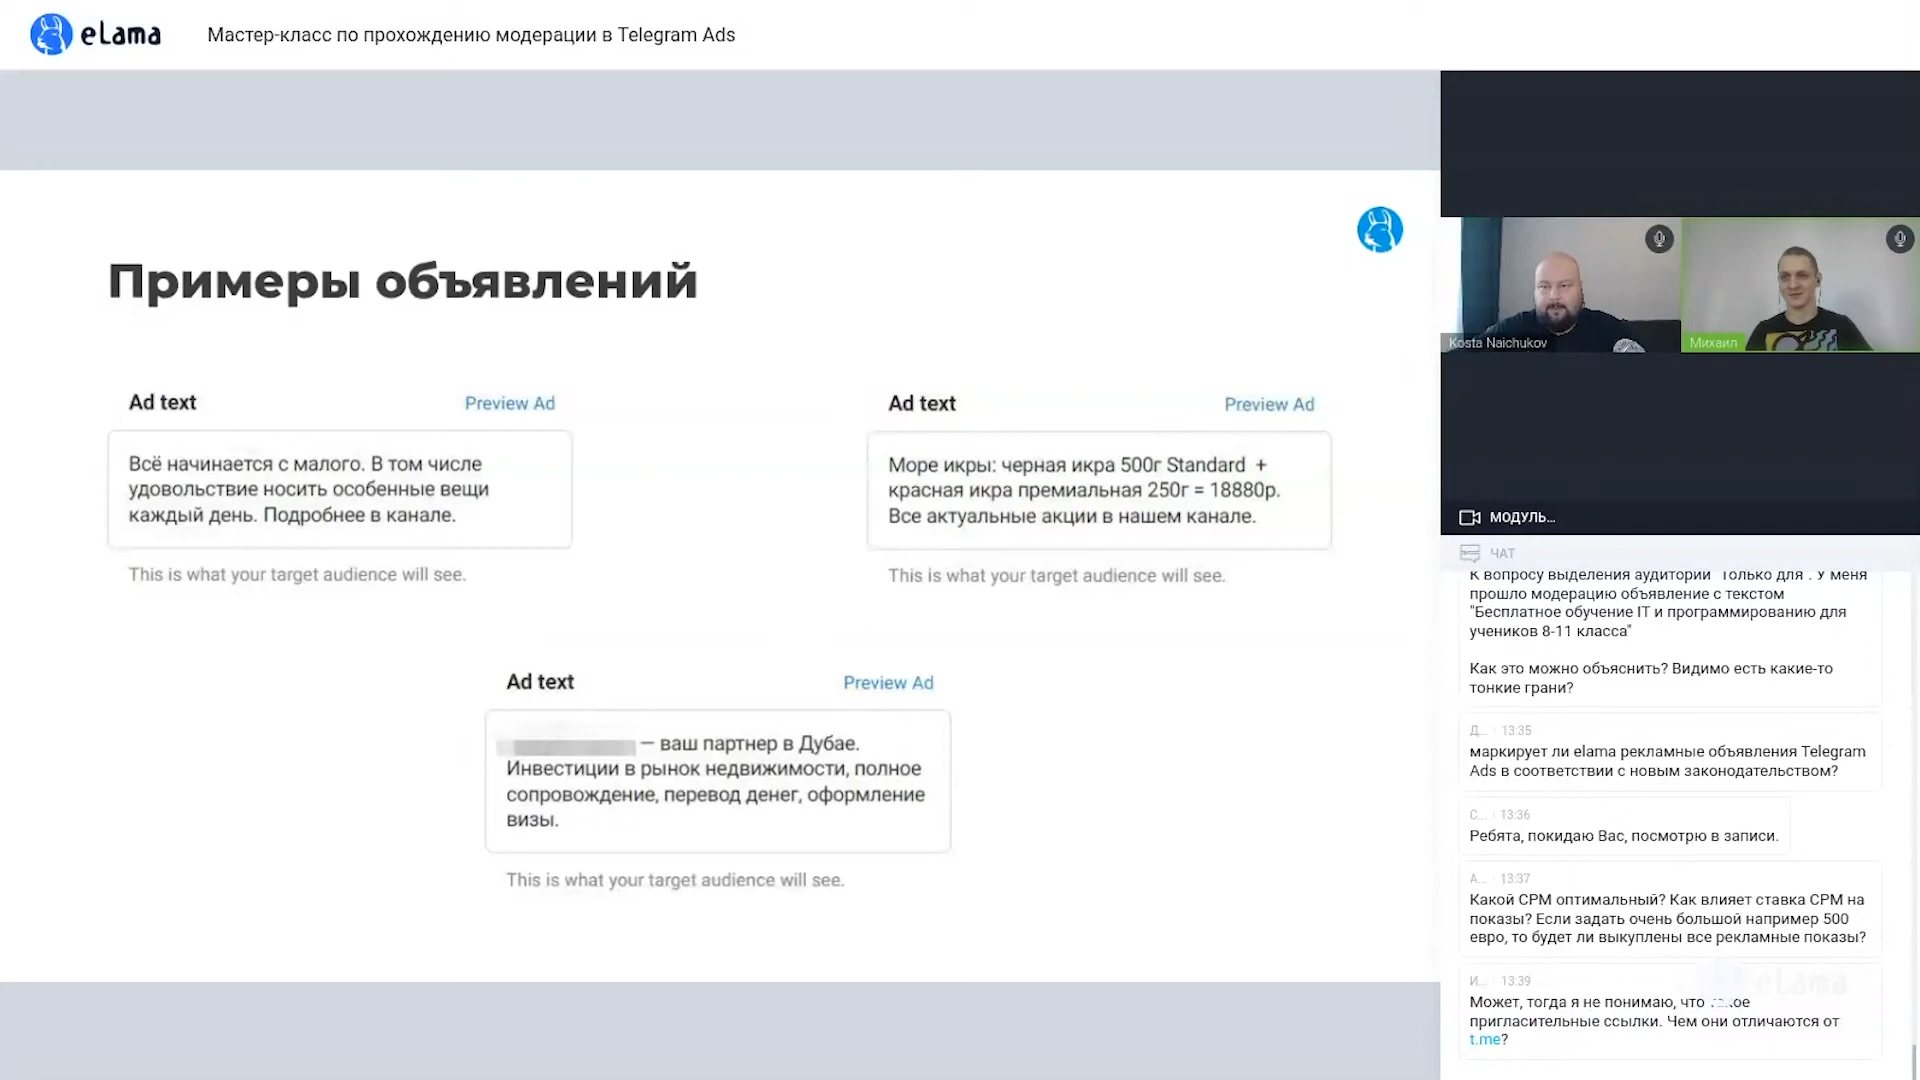 eLama
Мастер-класс по прохождению модерации в Telegram Ads
Примеры объявлений
Ad text
Preview Ad
Всё начинается с малого. В том числе
удовольствие носить особенные вещи
каждый день. Подробнее в канале.
This is what your target audience will see.
Ad text
Preview Ad
Море икры: черная икра 500г Standard +
красная икра премиальная 250г = 18880р.
Все актуальные акции в нашем канале.
This is what your target audience will see.
Ad text
Preview Ad
— ваш партнер в Дубае.
Инвестиции в рынок недвижимости, полное
сопровождение, перевод денег, оформление
визы.
This is what your target audience will see.
Kosta Naichukov
Михаил
МОДУЛЬ...
ЧАТ
К вопросу выделения аудитории "Только для". У меня
прошло модерацию объявление с текстом
"Бесплатное обучение IT и программированию для
учеников 8-11 класса"
Как это можно объяснить? Видимо есть какие-то
тонкие грани?
Д... 13:35
маркирует ли elama рекламные объявления Telegram
Ads в соответствии с новым законодательством?
С... 13:36
Ребята, покидаю Вас, посмотрю в записи.
А... 13:37
Какой CPM оптимальный? Как влияет ставка CPM на
показы? Если задать очень большой например 500
евро, то будет ли выкуплены все рекламные показы?
И... 13:39
Может, тогда я не понимаю, что
пригласительные ссылки. Чем они отличаются от
t.me?
eLama